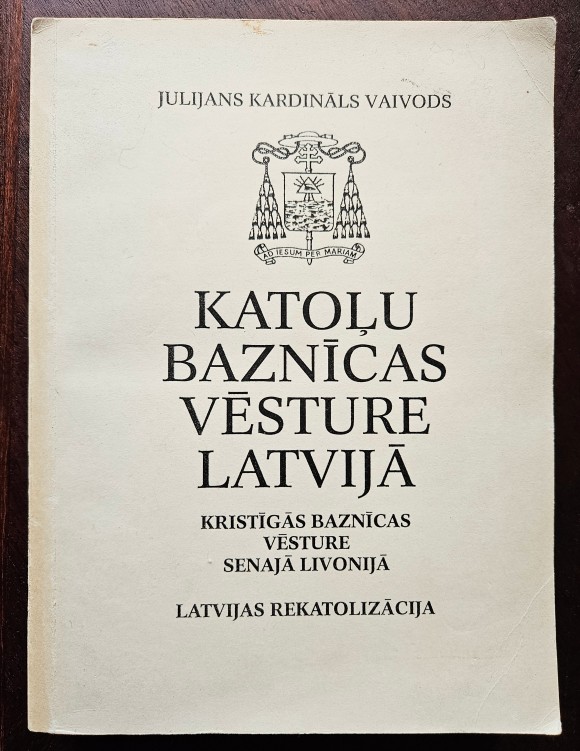 JULIJANS KARDINĀLS VAIVODS
AD IESUM PER MARIAM
KATOĻU
BAZNĪCAS
VĒSTURE
LATVIJĀ
KRISTĪGĀS BAZNĪCAS
VĒSTURE
SENAJĀ LIVONIJĀ
LATVIJAS REKATOLIZĀCIJA